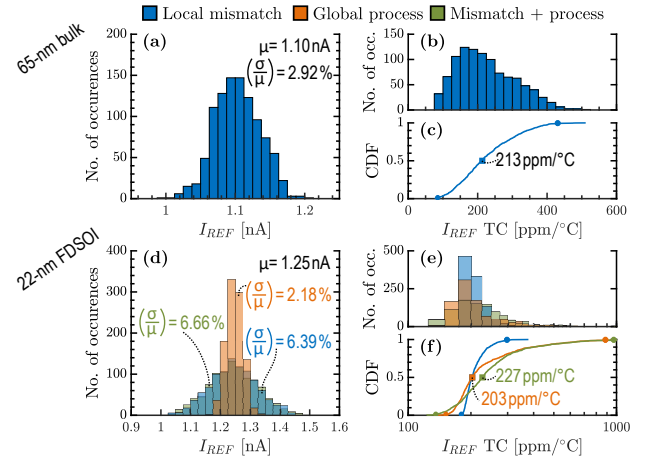 Local mismatch Global process Mismatch + process
65-nm bulk
(a)
μ = 1.10 nA
(σ/μ) = 2.92 %
No. of occurences
200
150
100
50
0
1 1.1 1.2
I_REF [nA]
(b)
No. of occ.
150
100
50
0
(c)
213 ppm/°C
CDF
1
0.5
0
0 200 400 600
I_REF TC [ppm/°C]
22-nm FDSOI
(d)
μ = 1.25 nA
(σ/μ) = 2.18 %
(σ/μ) = 6.66 %
(σ/μ) = 6.39 %
No. of occurences
400
300
200
100
0
0.9 1 1.1 1.2 1.3 1.4 1.5 1.6
I_REF [nA]
(e)
No. of occ.
500
250
0
(f)
227 ppm/°C
203 ppm/°C
CDF
1
0.5
0
100 1000
I_REF TC [ppm/°C]